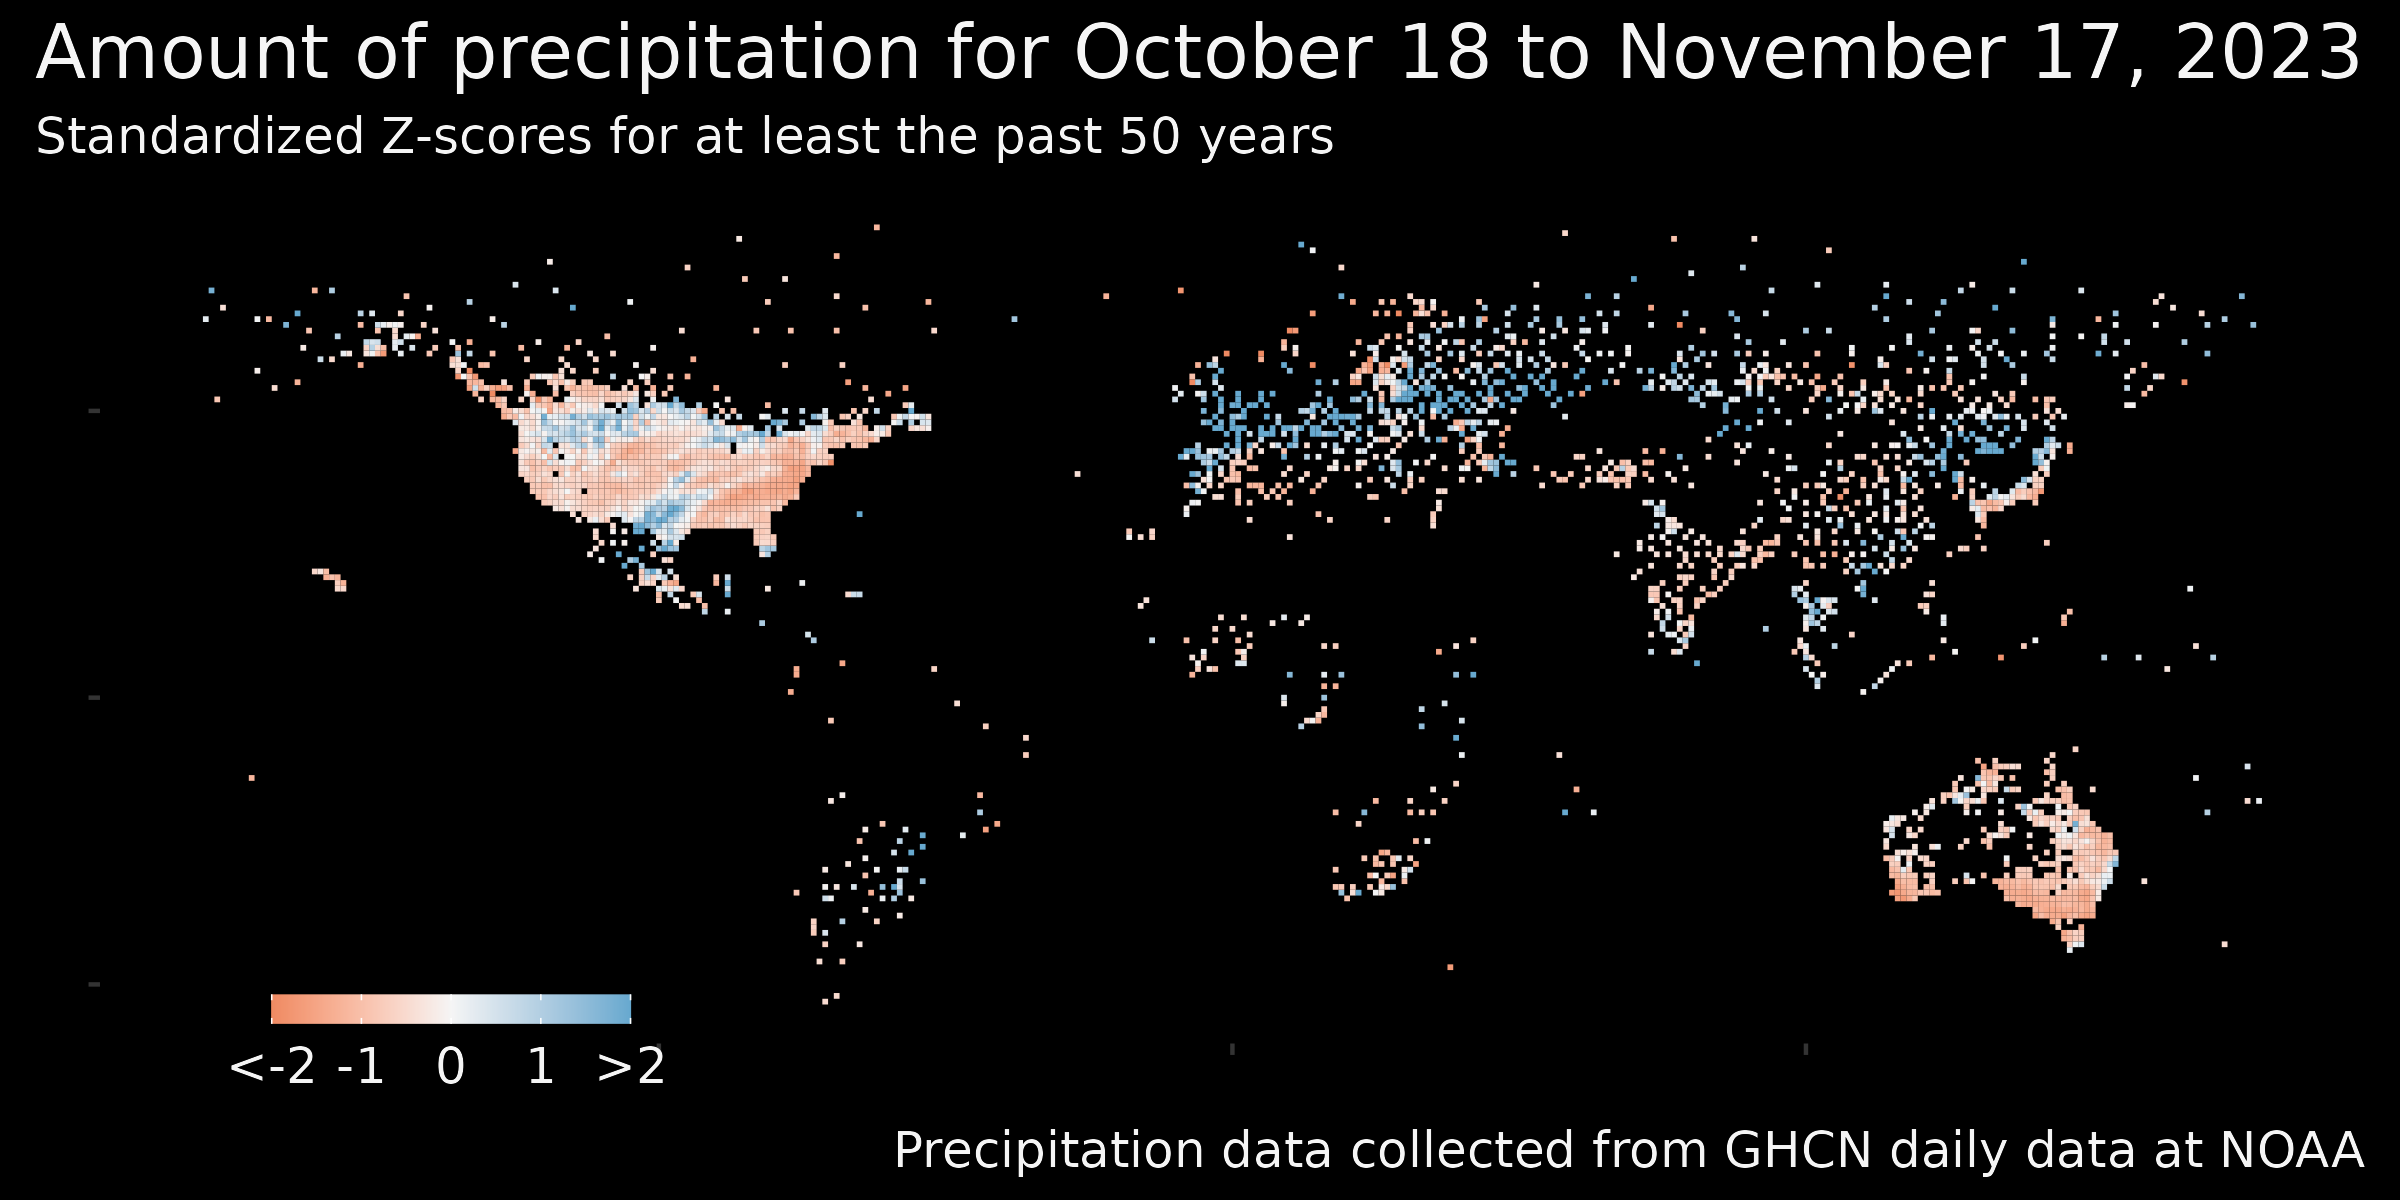 Amount of precipitation for October 18 to November 17, 2023
Standardized Z-scores for at least the past 50 years
<-2 -1 0 1 >2
Precipitation data collected from GHCN daily data at NOAA